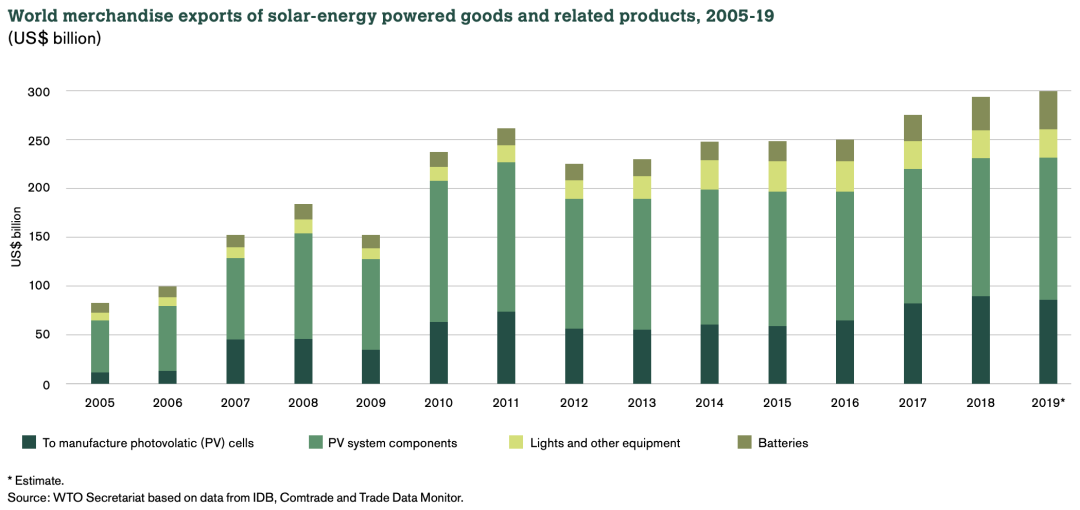 World merchandise exports of solar-energy powered goods and related products, 2005-19
(US$ billion)
300
250
200
150
100
50
0
US$ billion
2005 2006 2007 2008 2009 2010 2011 2012 2013 2014 2015 2016 2017 2018 2019*
To manufacture photovolatic (PV) cells PV system components Lights and other equipment Batteries
* Estimate.
Source: WTO Secretariat based on data from IDB, Comtrade and Trade Data Monitor.